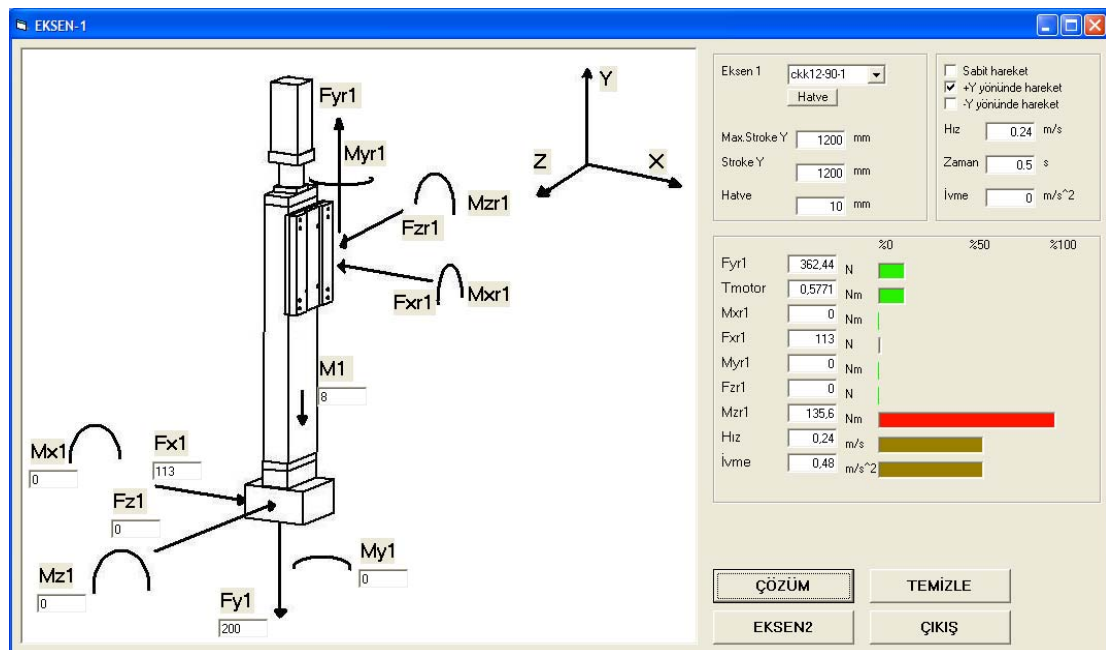 EKSEN-1
Fyr1
Myr1
Mzr1
Fzr1
Fxr1
Mxr1
Y
Z
X
M1
8
Mx1
0
Fx1
113
Fz1
0
Mz1
0
My1
0
Fy1
200
Eksen 1
ckk12-90-1
Hatve
Max.Stroke Y 1200 mm
Stroke Y 1200 mm
Hatve 10 mm
Sabit hareket
+Y yönünde hareket
-Y yönünde hareket
Hız 0.24 m/s
Zaman 0.5 s
İvme 0 m/s^2
%0 %50 %100
Fyr1 362,44 N
Tmotor 0,5771 Nm
Mxr1 0 Nm
Fxr1 113 N
Myr1 0 Nm
Fzr1 0 N
Mzr1 135,6 Nm
Hız 0,24 m/s
İvme 0,48 m/s^2
ÇÖZÜM TEMİZLE
EKSEN2 ÇIKIŞ